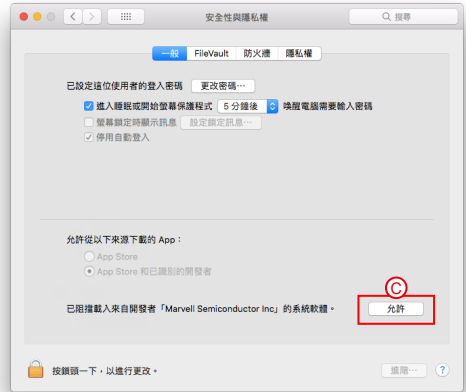 安全性與隱私權
搜尋
一般 FileVault 防火牆 隱私權
已設定這位使用者的登入密碼 更改密碼⋯
進入睡眠或開始螢幕保護程式 5 分鐘後 喚醒電腦需要輸入密碼
螢幕鎖定時顯示訊息 設定鎖定訊息⋯
停用自動登入
允許從以下來源下載的 App：
App Store
App Store 和已識別的開發者
C
已阻擋載入來自開發者「Marvell Semiconductor Inc」的系統軟體。 允許
按鎖頭一下，以進行更改。 進階⋯ ?